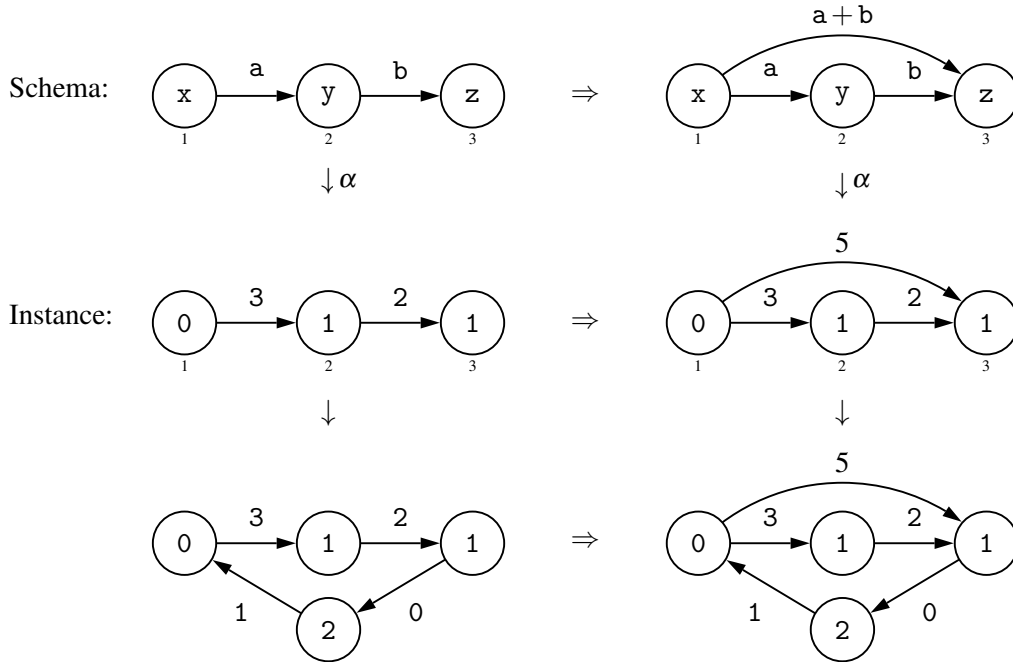 a + b
a b a b
Schema: x y z ⇒ x y z
1 2 3 1 2 3
↓ α ↓ α
5
3 2 3 2
Instance: 0 1 1 ⇒ 0 1 1
1 2 3 1 2 3
↓ ↓
5
3 2 3 2
0 1 1 ⇒ 0 1 1
1 0 1 0
2 2